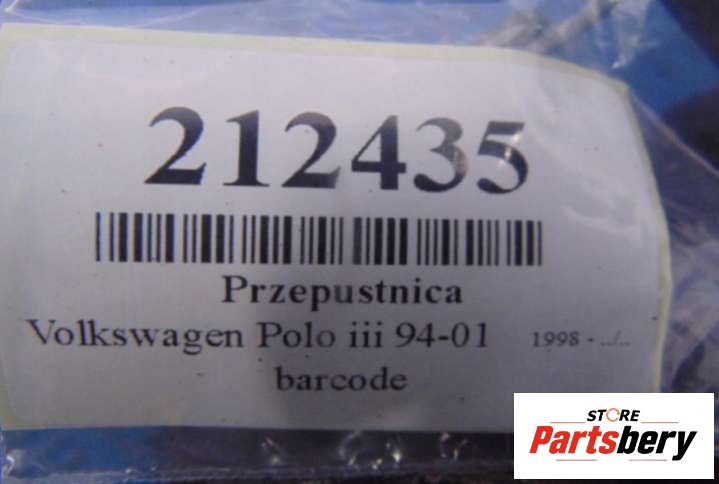 212435
Przepustnica
Volkswagen Polo iii 94-01 1998 - ../..
barcode
STORE
Partsbery